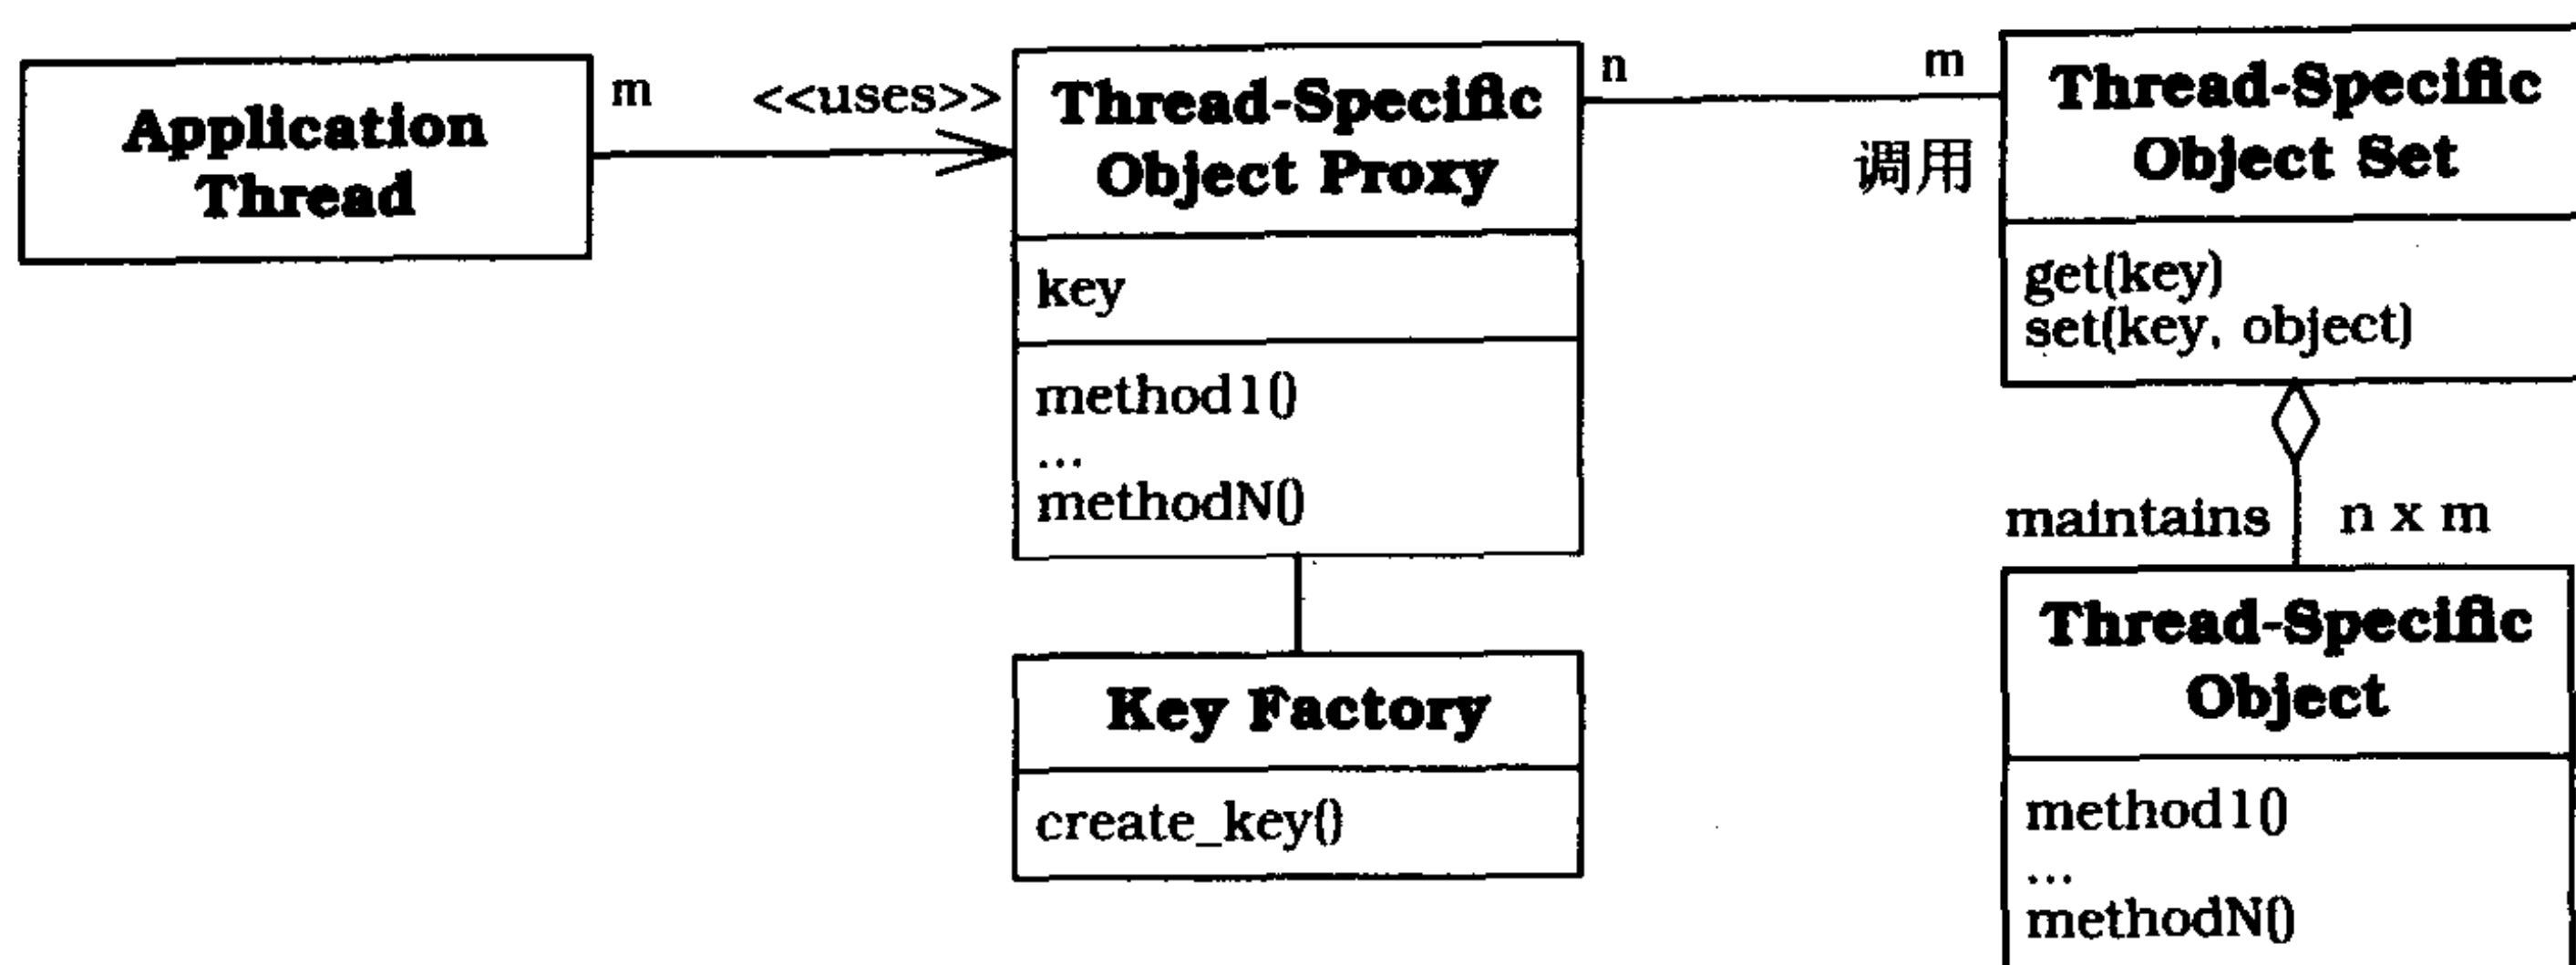 Application
Thread
m
<<uses>>
Thread-Specific
Object Proxy
key
method1()
...
methodN()
n
m
调用
Thread-Specific
Object Set
get(key)
set(key, object)
maintains
n x m
Key Factory
create_key()
Thread-Specific
Object
method1()
...
methodN()